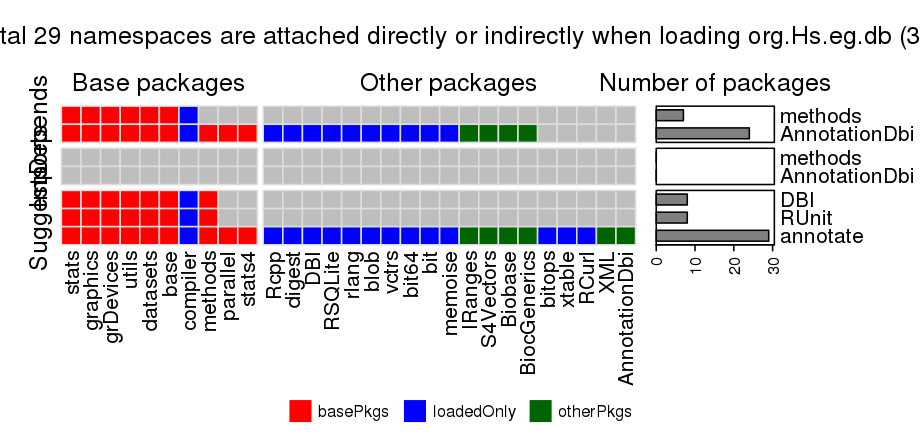 tal 29 namespaces are attached directly or indirectly when loading org.Hs.eg.db (3
Base packages
Other packages
Number of packages
methods
AnnotationDbi
methods
AnnotationDbi
Suggests
DBI
RUnit
annotate
stats
graphics
grDevices
utils
datasets
base
compiler
methods
parallel
stats4
Rcpp
digest
DBI
RSQLite
rlang
blob
vctrs
bit64
bit
memoise
IRanges
S4Vectors
Biobase
BiocGenerics
bitops
xtable
RCurl
XML
AnnotationDbi
0
10
20
30
basePkgs
loadedOnly
otherPkgs